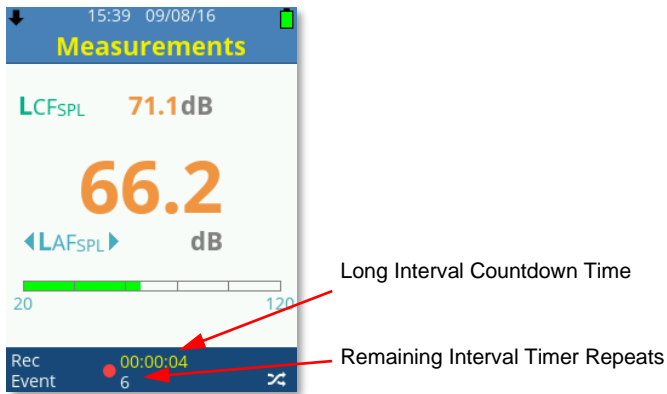 15:39 09/08/16
Measurements
LCFSPL 71.1dB
66.2
LAFSPL dB
20 120
Long Interval Countdown Time
Rec 00:00:04
Event 6
Remaining Interval Timer Repeats